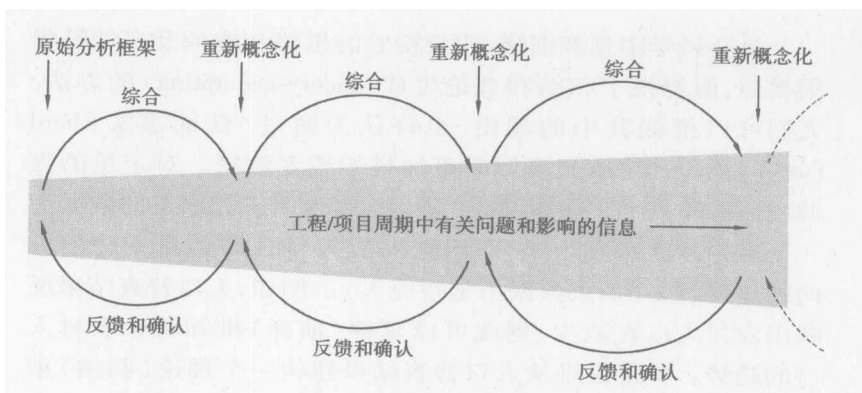 原始分析框架
重新概念化
重新概念化
重新概念化
综合
综合
综合
工程/项目周期中有关问题和影响的信息
反馈和确认
反馈和确认
反馈和确认